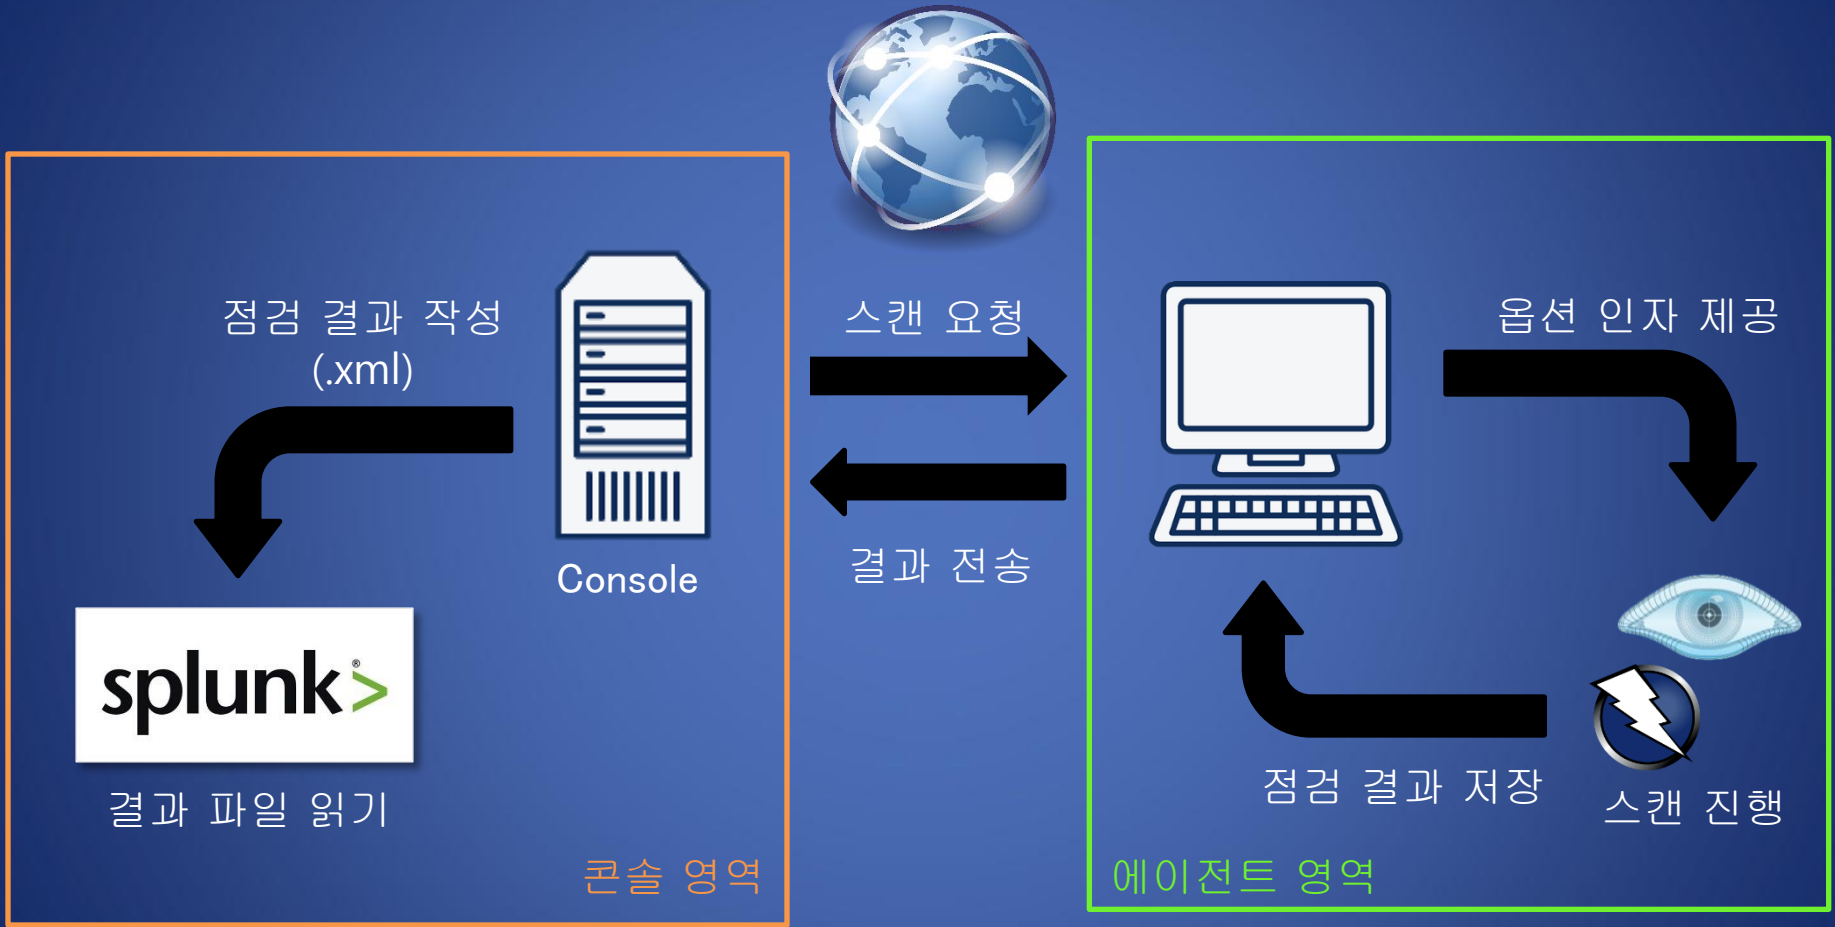 점검 결과 작성
(.xml)
Console
splunk>®
결과 파일 읽기
콘솔 영역
스캔 요청
결과 전송
옵션 인자 제공
점검 결과 저장
스캔 진행
에이전트 영역